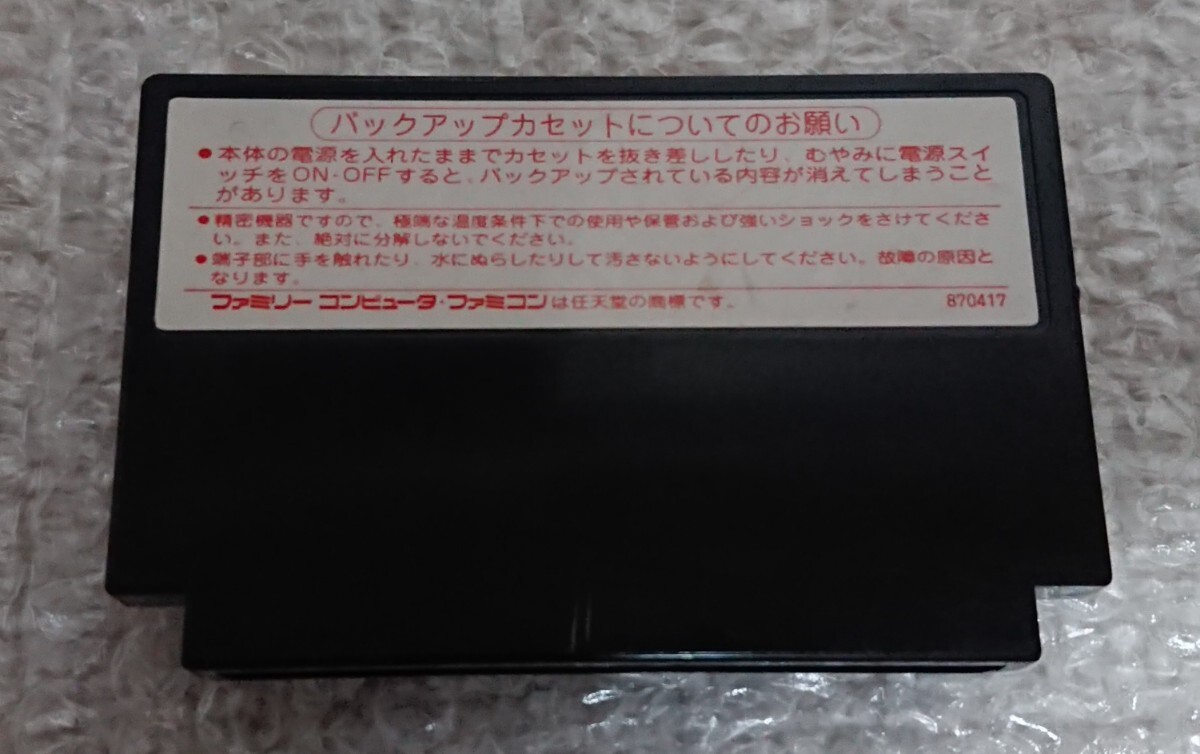 バックアップカセットについてのお願い
●本体の電源を入れたままでカセットを抜き差ししたり、むやみに電源スイ
ッチをON・OFFすると、バックアップされている内容が消えてしまうこと
があります。
●精密機器ですので、極端な温度条件下での使用や保管および強いショックをさけてくださ
い。また、絶対に分解しないでください。
●端子部に手を触れたり、水にぬらしたりして汚さないようにしてください。故障の原因と
なります。
ファミリーコンピュータ・ファミコンは任天堂の商標です。 870417